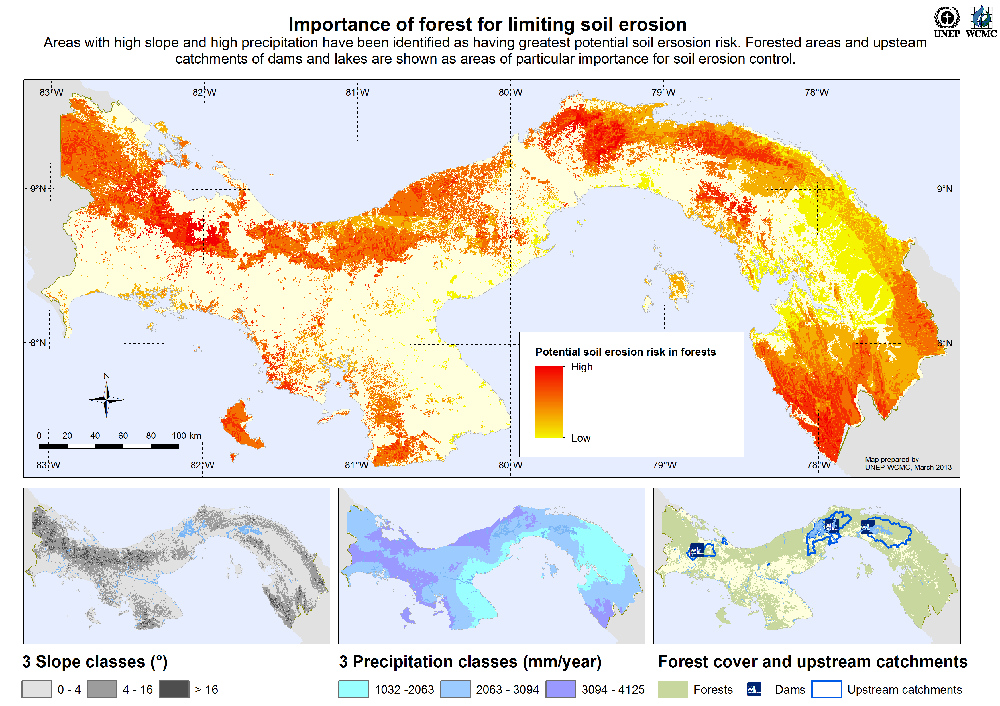 Importance of forest for limiting soil erosion
Areas with high slope and high precipitation have been identified as having greatest potential soil ersosion risk. Forested areas and upsteam
catchments of dams and lakes are shown as areas of particular importance for soil erosion control.
UNEP WCMC
83°W 82°W 81°W 80°W 79°W 78°W
9°N 9°N
8°N 8°N
N
0 20 40 60 80 100 km
83°W 82°W 81°W 80°W 79°W 78°W
Potential soil erosion risk in forests
High
Low
Map prepared by
UNEP-WCMC, March 2013
3 Slope classes (°)
0 - 4 4 - 16 > 16
3 Precipitation classes (mm/year)
1032 -2063 2063 - 3094 3094 - 4125
Forest cover and upstream catchments
Forests Dams Upstream catchments